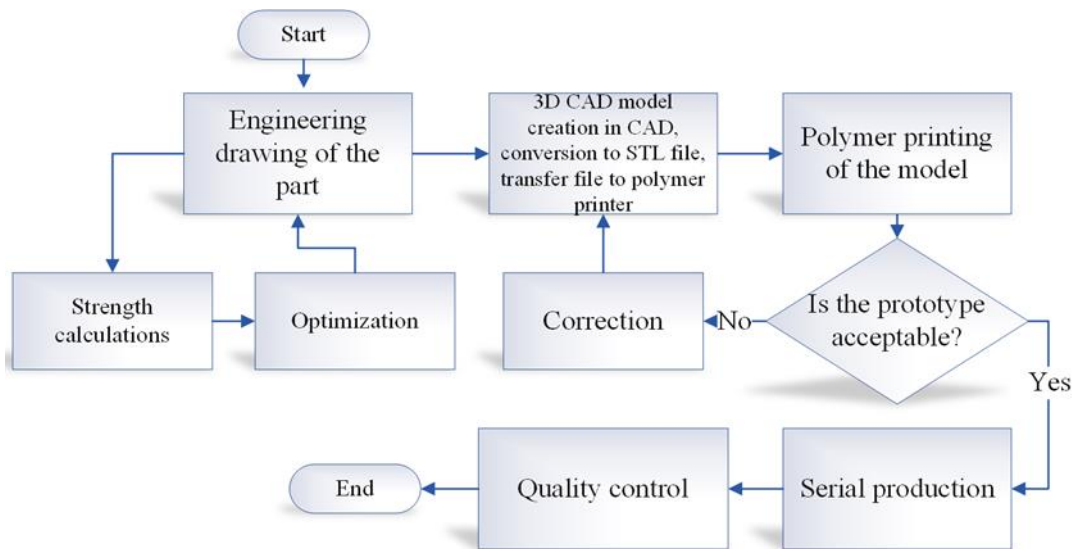 Start
Engineering
drawing of the
part
3D CAD model
creation in CAD,
conversion to STL file,
transfer file to polymer
printer
Polymer printing
of the model
Strength
calculations
Optimization
Correction
No
Is the prototype
acceptable?
Yes
End
Quality control
Serial production